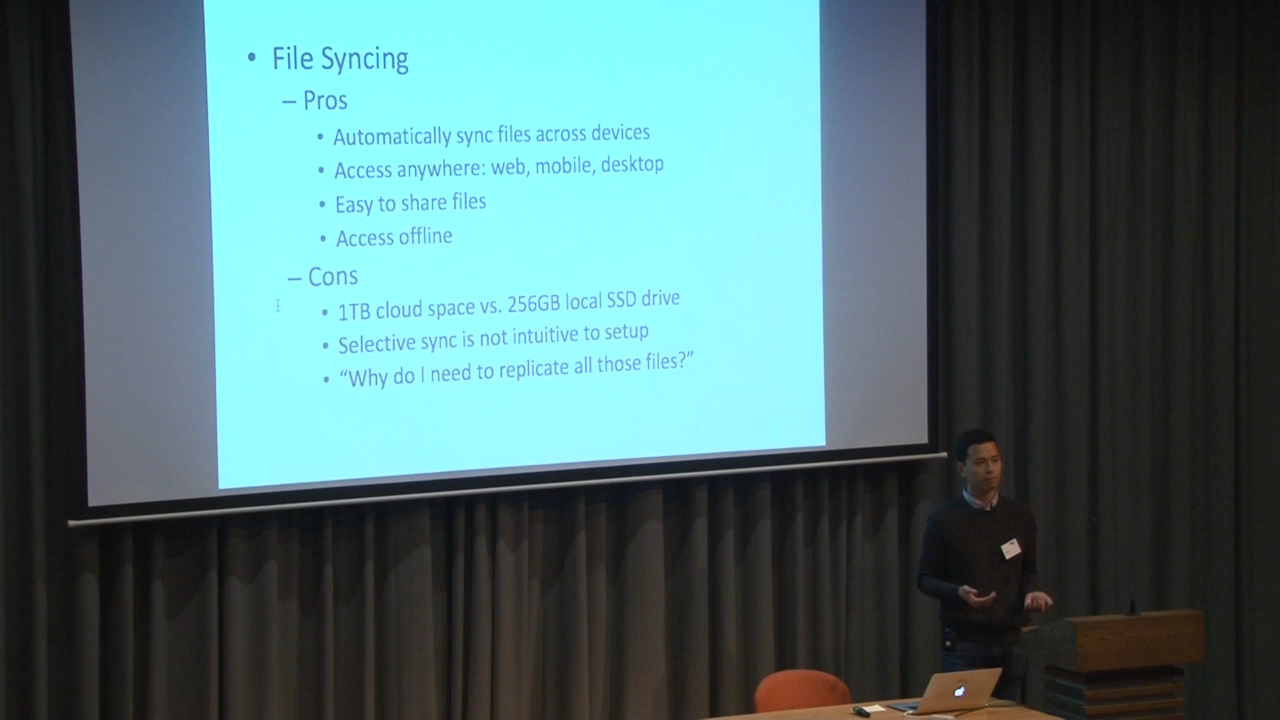 • File Syncing
– Pros
• Automatically sync files across devices
• Access anywhere: web, mobile, desktop
• Easy to share files
• Access offline
– Cons
• 1TB cloud space vs. 256GB local SSD drive
• Selective sync is not intuitive to setup
• “Why do I need to replicate all those files?”